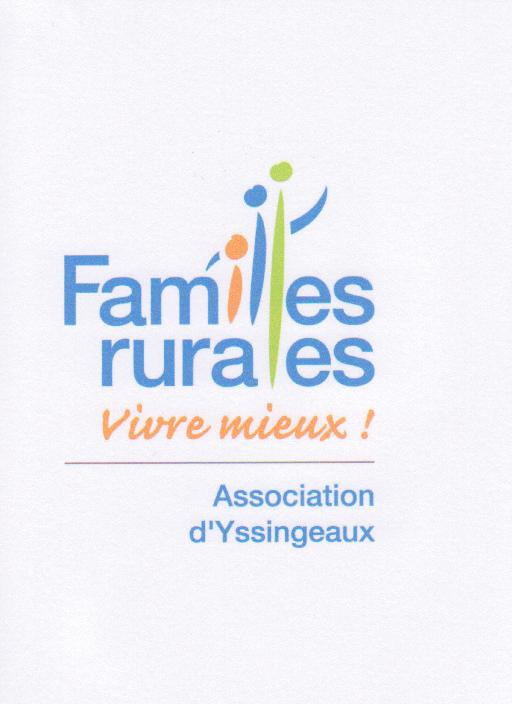 Familles
rurales
Vivre mieux !
Association
d'Yssingeaux